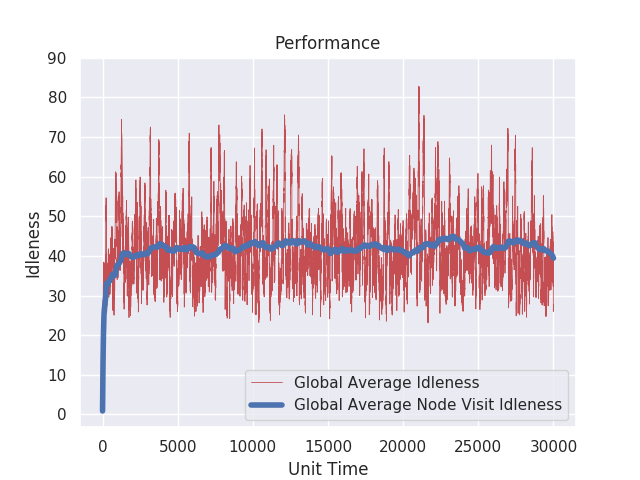 Performance
90
80
70
60
50
40
30
20
10
0
Idleness
Global Average Idleness
Global Average Node Visit Idleness
0 5000 10000 15000 20000 25000 30000
Unit Time